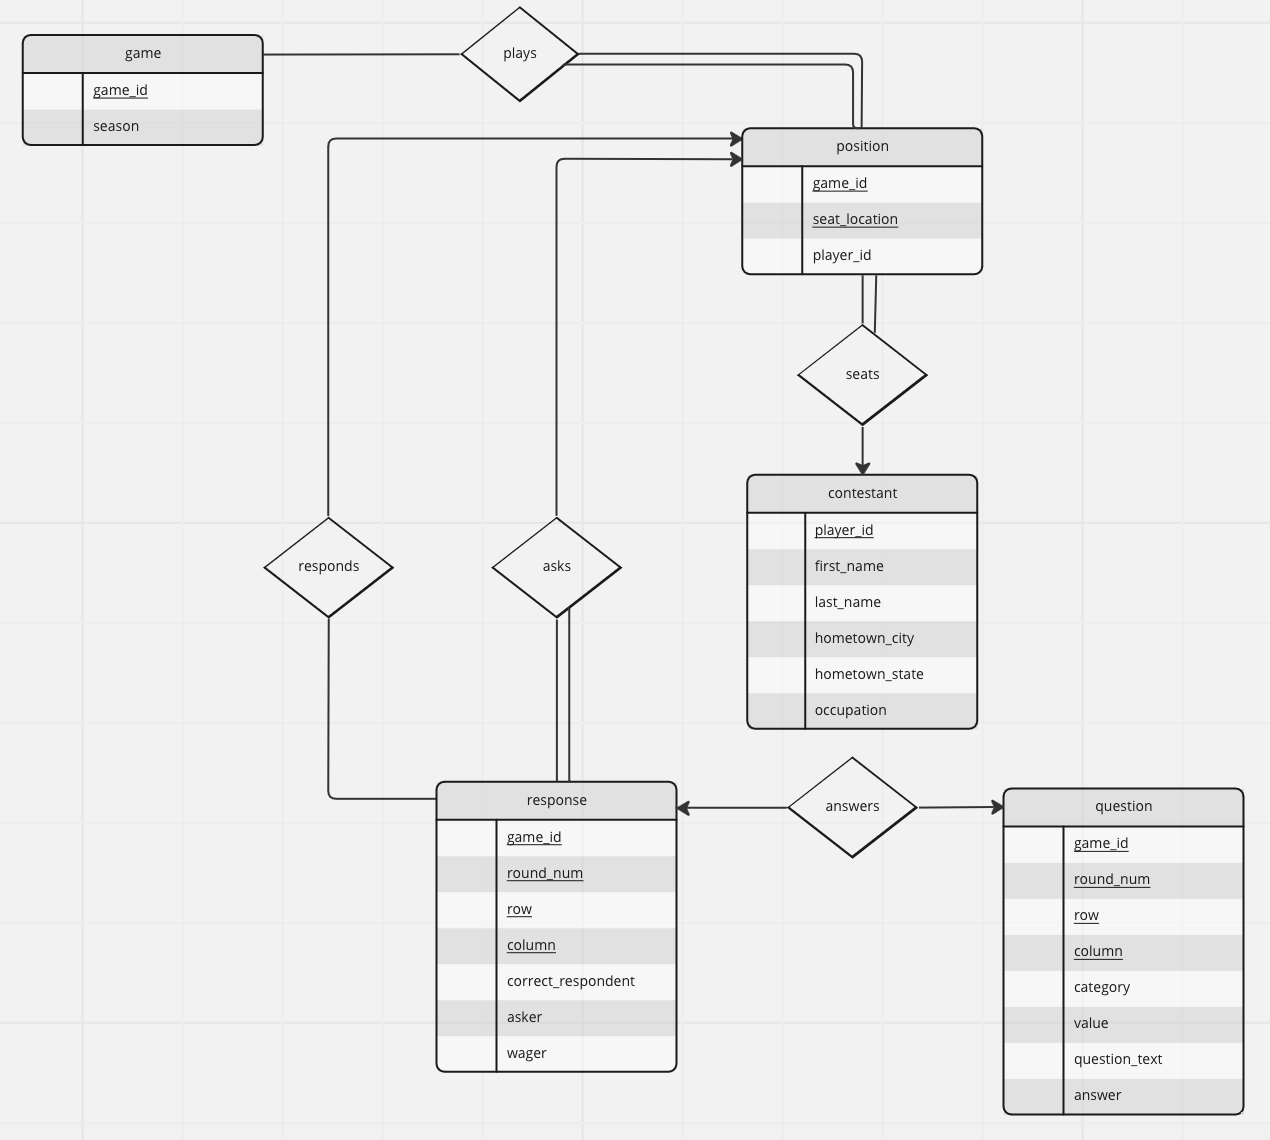 game
game_id
season
plays
position
game_id
seat_location
player_id
seats
contestant
player_id
first_name
last_name
hometown_city
hometown_state
occupation
responds
asks
response
game_id
round_num
row
column
correct_respondent
asker
wager
answers
question
game_id
round_num
row
column
category
value
question_text
answer